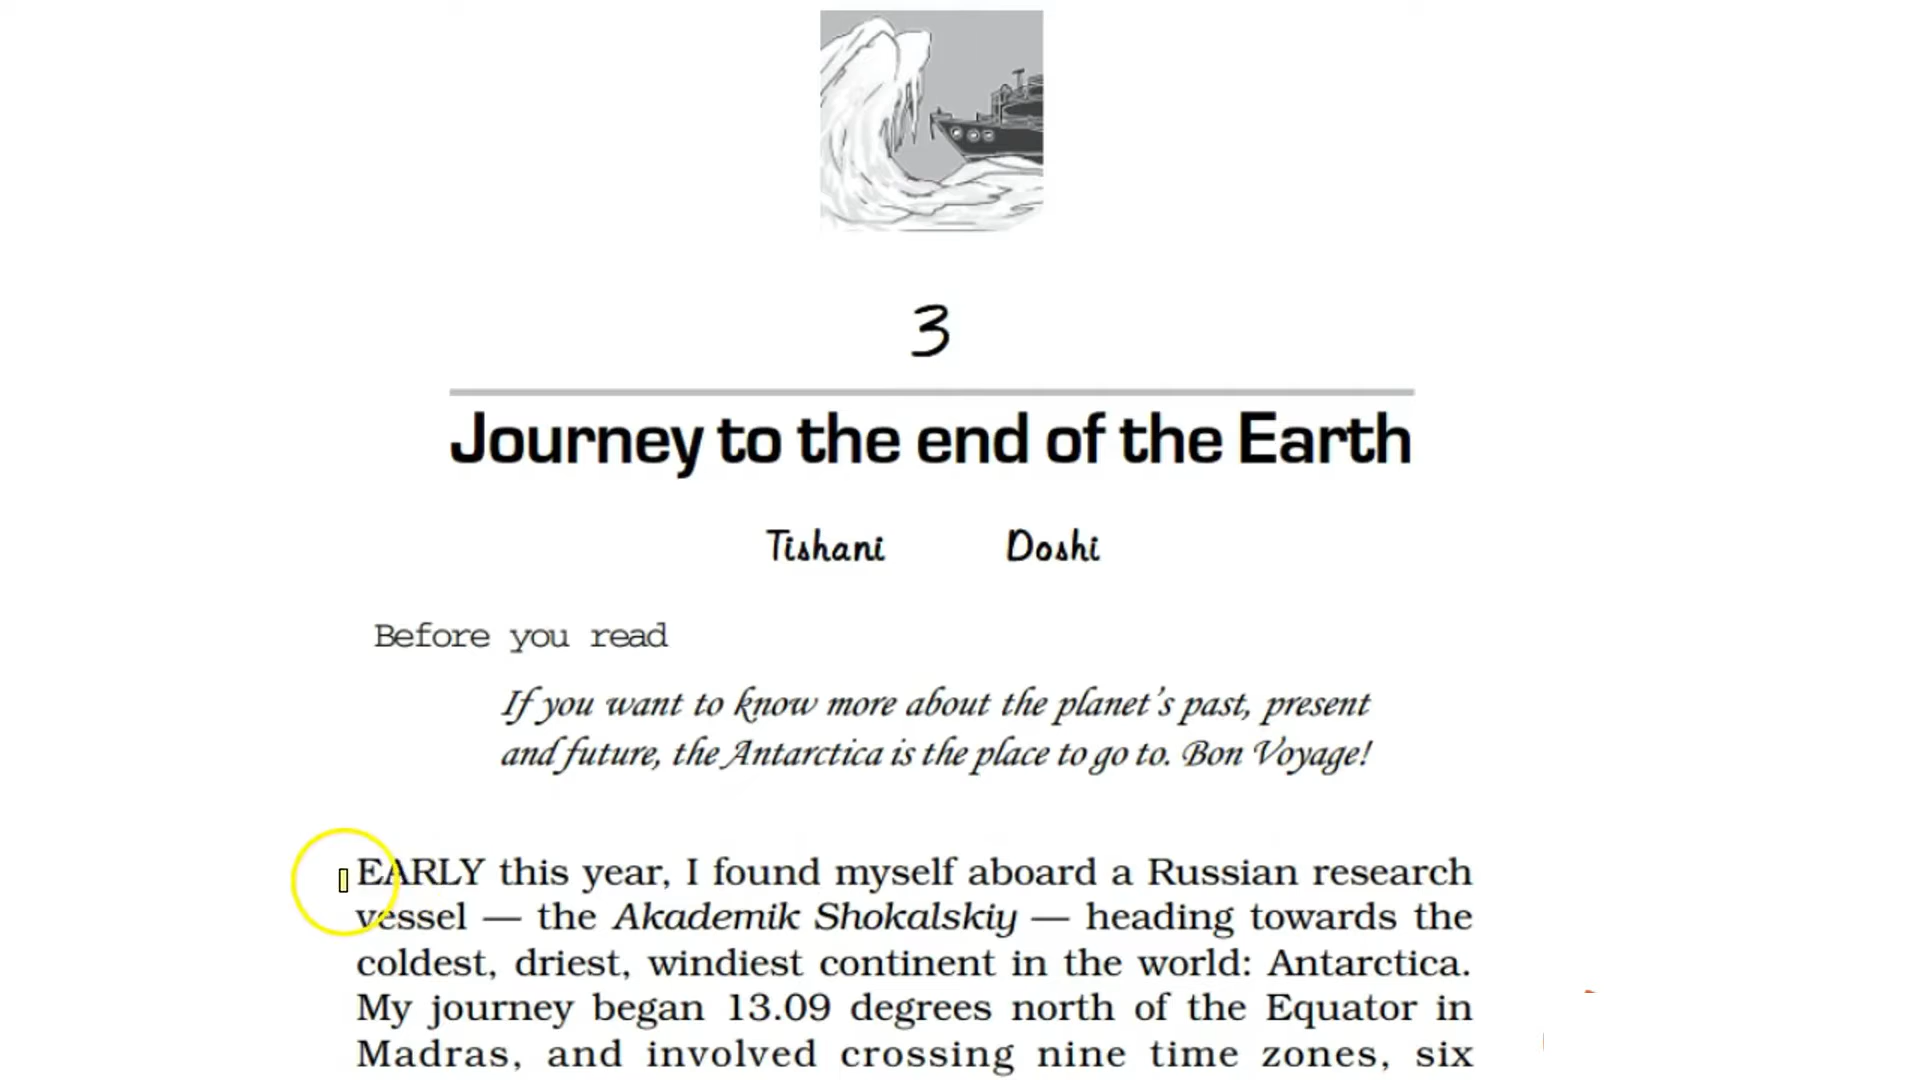 3
Journey to the end of the Earth
Tishani Doshi
Before you read
If you want to know more about the planet’s past, present
and future, the Antarctica is the place to go to. Bon Voyage!
EARLY this year, I found myself aboard a Russian research
vessel — the Akademik Shokalskiy — heading towards the
coldest, driest, windiest continent in the world: Antarctica.
My journey began 13.09 degrees north of the Equator in
Madras, and involved crossing nine time zones, six